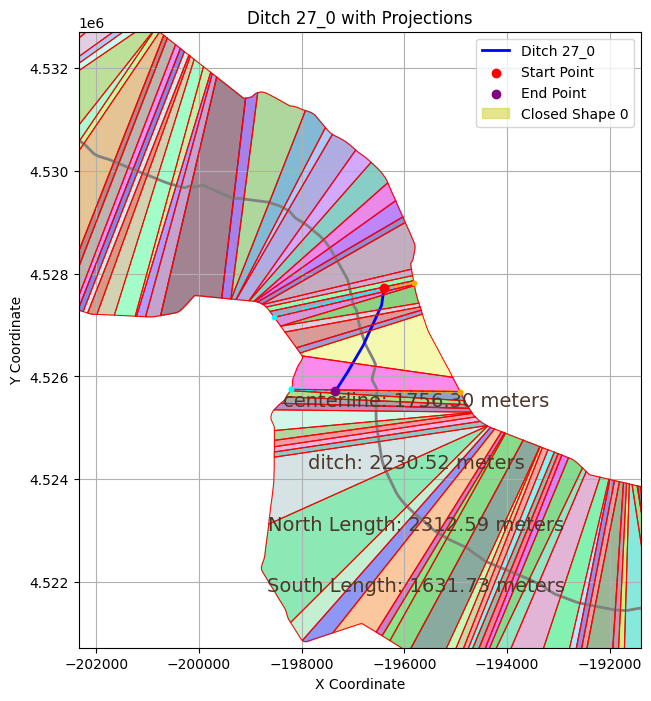 Ditch 27_0 with Projections
1e6
Ditch 27_0
Start Point
End Point
Closed Shape 0
4.532
4.530
4.528
4.526
4.524
4.522
Y Coordinate
centerline: 1756.30 meters
ditch: 2230.52 meters
North Length: 2312.59 meters
South Length: 1631.73 meters
−202000 −200000 −198000 −196000 −194000 −192000
X Coordinate